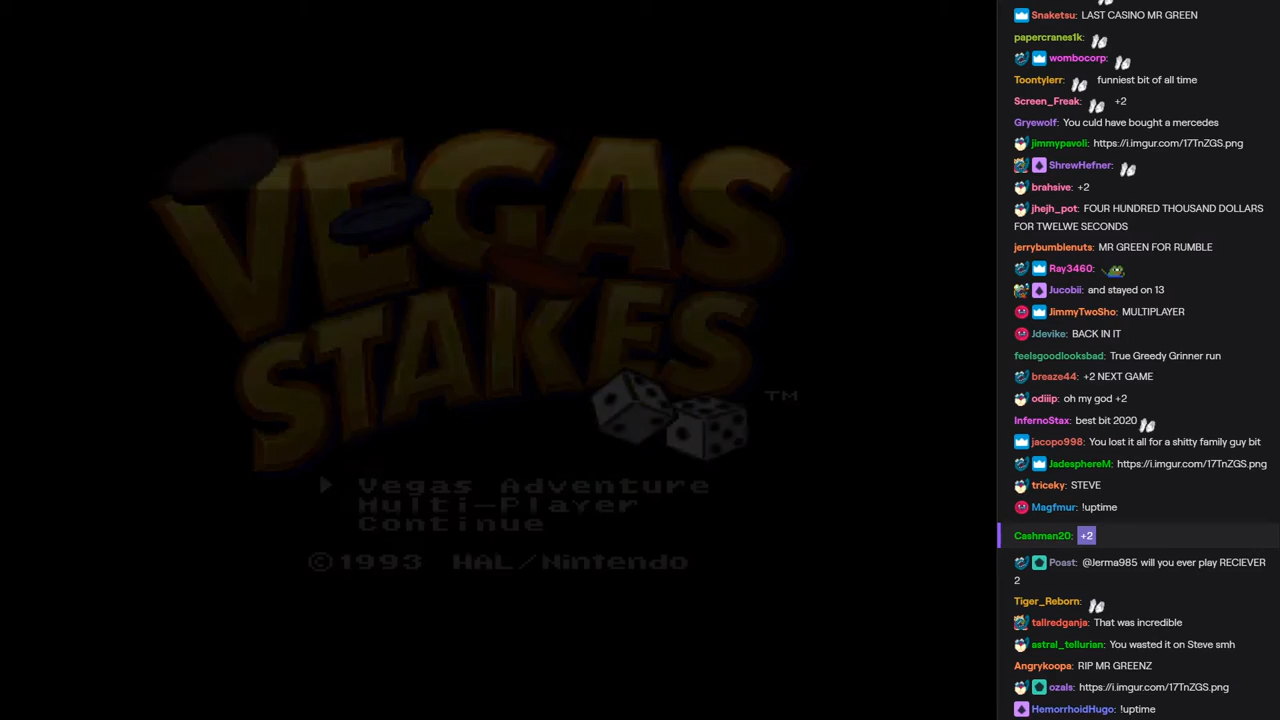 VEGAS
STAKES
TM
Vegas Adventure
Multi-Player
Continue
©1993 HAL/Nintendo
Snaketsu: LAST CASINO MR GREEN
papercranes1k:
wombocorp:
Toontylerr: funniest bit of all time
Screen_Freak: +2
Gryewolf: You culd have bought a mercedes
jimmypavoli: https://i.imgur.com/17TnZGS.png
ShrewHefner:
brahsive: +2
jhejh_pot: FOUR HUNDRED THOUSAND DOLLARS
FOR TWELWE SECONDS
jerrybumblenuts: MR GREEN FOR RUMBLE
Ray3460:
Jucobii: and stayed on 13
JimmyTwoSho: MULTIPLAYER
Jdevike: BACK IN IT
feelsgoodlooksbad: True Greedy Grinner run
breaze44: +2 NEXT GAME
odiiip: oh my god +2
InfernoStax: best bit 2020
jacopo998: You lost it all for a shitty family guy bit
JadesphereM: https://i.imgur.com/17TnZGS.png
triceky: STEVE
Magfmur: !uptime
Cashman20: +2
Poast: @Jerma985 will you ever play RECIEVER
2
Tiger_Reborn:
tallredganja: That was incredible
astral_tellurian: You wasted it on Steve smh
Angrykoopa: RIP MR GREENZ
ozals: https://i.imgur.com/17TnZGS.png
HemorrhoidHugo: !uptime